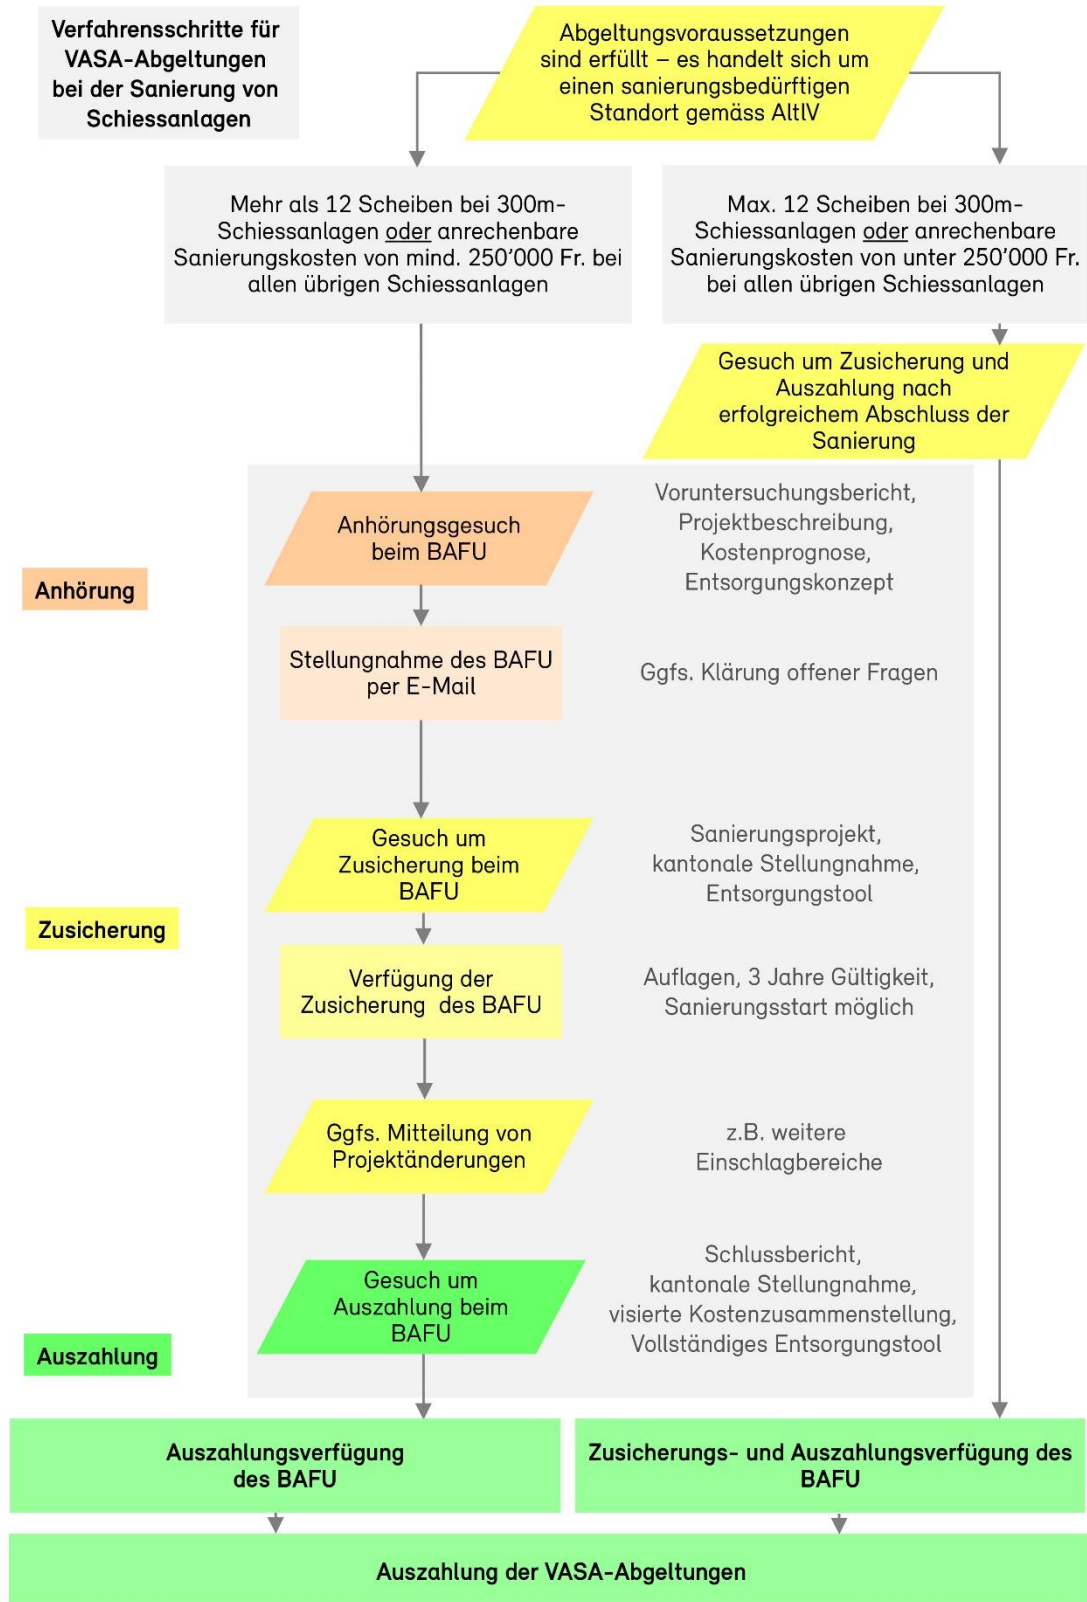 Verfahrensschritte für
VASA-Abgeltungen
bei der Sanierung von
Schiessanlagen
Abgeltungsvoraussetzungen
sind erfüllt – es handelt sich um
einen sanierungsbedürftigen
Standort gemäss AltlV
Mehr als 12 Scheiben bei 300m-
Schiessanlagen oder anrechenbare
Sanierungskosten von mind. 250’000 Fr. bei
allen übrigen Schiessanlagen
Max. 12 Scheiben bei 300m-
Schiessanlagen oder anrechenbare
Sanierungskosten von unter 250’000 Fr.
bei allen übrigen Schiessanlagen
Gesuch um Zusicherung und
Auszahlung nach
erfolgreichem Abschluss der
Sanierung
Anhörungsgesuch
beim BAFU
Voruntersuchungsbericht,
Projektbeschreibung,
Kostenprognose,
Entsorgungskonzept
Anhörung
Stellungnahme des BAFU
per E-Mail
Ggfs. Klärung offener Fragen
Gesuch um
Zusicherung beim
BAFU
Sanierungsprojekt,
kantonale Stellungnahme,
Entsorgungstool
Zusicherung
Verfügung der
Zusicherung des BAFU
Auflagen, 3 Jahre Gültigkeit,
Sanierungsstart möglich
Ggfs. Mitteilung von
Projektänderungen
z.B. weitere
Einschlagbereiche
Gesuch um
Auszahlung beim
BAFU
Schlussbericht,
kantonale Stellungnahme,
visierte Kostenzusammenstellung,
Vollständiges Entsorgungstool
Auszahlung
Auszahlungsverfügung
des BAFU
Zusicherungs- und Auszahlungsverfügung des
BAFU
Auszahlung der VASA-Abgeltungen